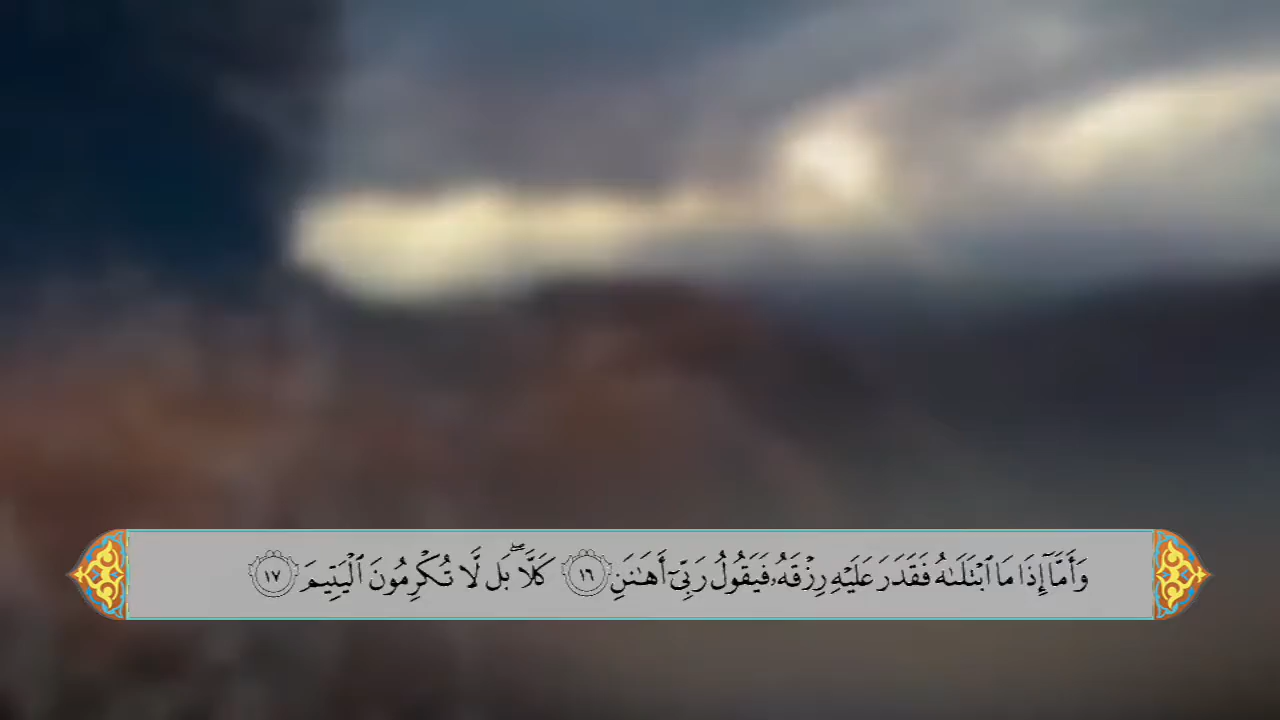 وَأَمَّآ إِذَا مَا ٱبْتَلَىٰهُ فَقَدَرَ عَلَيْهِ رِزْقَهُۥ فَيَقُولُ رَبِّىٓ أَهَـٰنَنِ ١٦ كَلَّا ۖ بَل لَّا تُكْرِمُونَ ٱلْيَتِيمَ ١٧